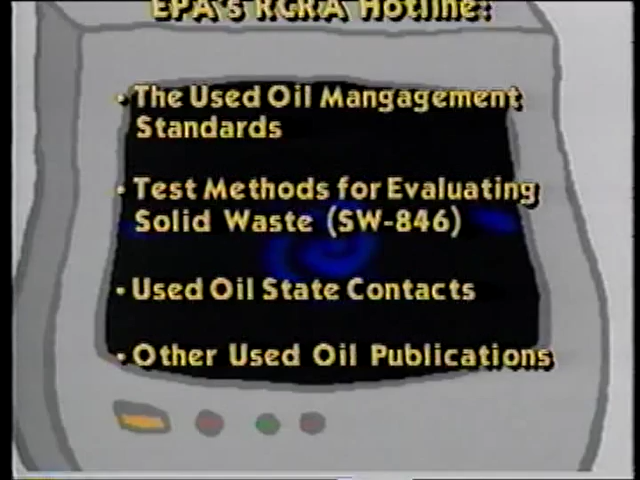 EPA's RCRA Hotline:
• The Used Oil Mangagement
Standards
• Test Methods for Evaluating
Solid Waste (SW-846)
• Used Oil State Contacts
• Other Used Oil Publications